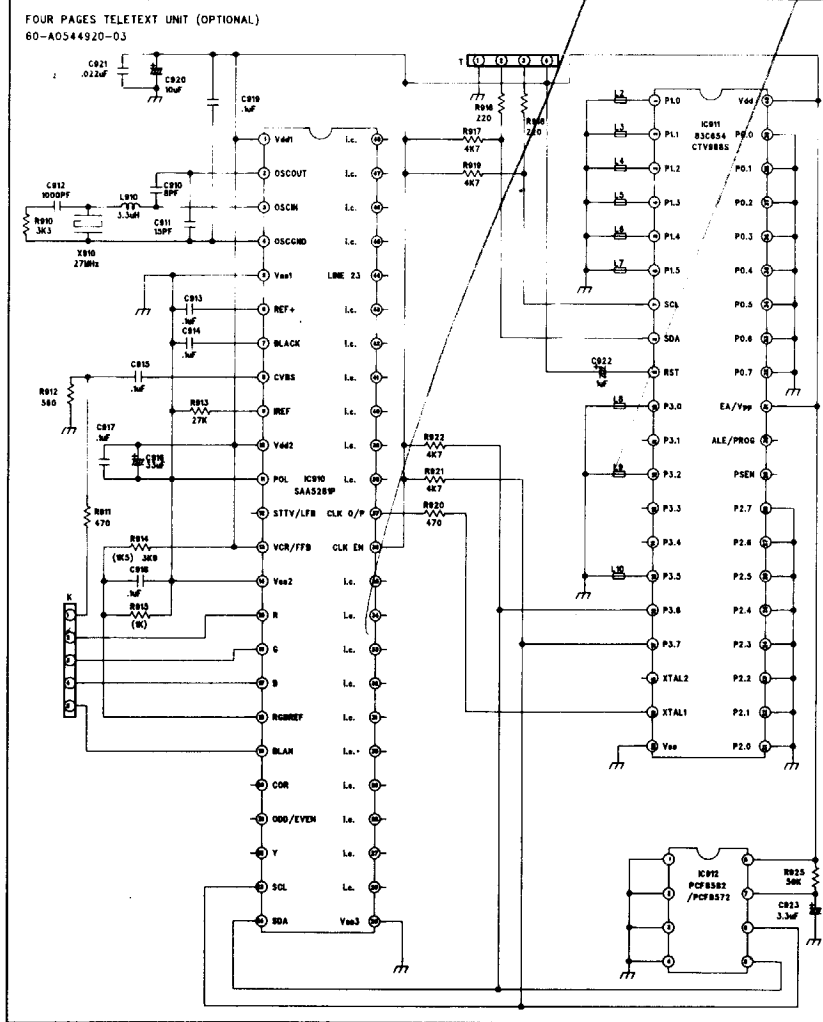 FOUR PAGES TELETEXT UNIT (OPTIONAL)
60-A0544920-03
C921
.022uF
C920
10uF
C919
.1uF
T
1
2
3
R916
220
220
R917
4K7
R919
4K7
C912
1000PF
L910
3.3uH
C910
8PF
C911
15PF
R910
3K3
X910
27MHz
C913
.1uF
C914
.1uF
C915
.1uF
R912
560
R913
27K
C917
.1uF
C916
33uF
R911
470
R914
(1K5) 3K9
C918
.1uF
R915
(1K)
K
IC910
SAA5281P
Vdd1
OSCOUT
OSCIN
OSCGND
Vss1
REF+
BLACK
CVBS
IREF
Vdd2
POL
STTV/LFB
VCR/FFB
Vss2
R
G
B
RGBREF
BLAN
COR
ODD/EVEN
Y
SCL
SDA
i.c.
i.c.
i.c.
i.c.
LINE 23
i.c.
i.c.
i.c.
i.c.
i.c.
i.c.
CLK O/P
CLK EN
i.c.
i.c.
i.c.
i.c.
i.c.
i.c.
i.c.
i.c.
i.c.
i.c.
Vss3
R922
4K7
R921
4K7
R920
470
C922
1uF
L2
L3
L4
L5
L6
L7
L8
L9
L10
IC911
83C654
CTV888S
P1.0
P1.1
P1.2
P1.3
P1.4
P1.5
SCL
SDA
RST
P3.0
P3.1
P3.2
P3.3
P3.4
P3.5
P3.6
P3.7
XTAL2
XTAL1
Vss
Vdd
P0.0
P0.1
P0.2
P0.3
P0.4
P0.5
P0.6
P0.7
EA/Vpp
ALE/PROG
PSEN
P2.7
P2.6
P2.5
P2.4
P2.3
P2.2
P2.1
P2.0
IC912
PCF8582
/PCF8572
R925
56K
C923
3.3uF